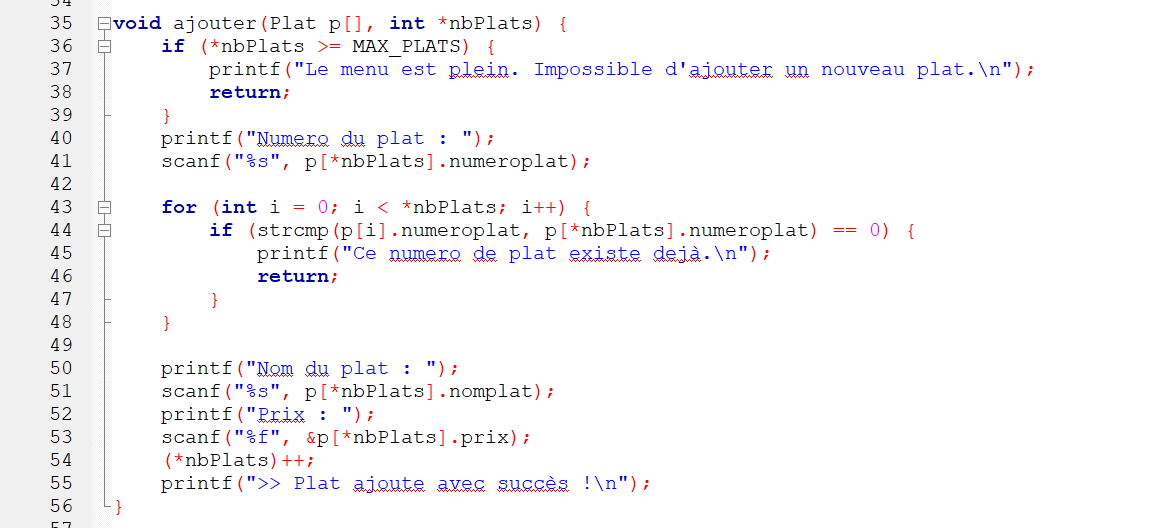 35 void ajouter(Plat p[], int *nbPlats) {
36     if (*nbPlats >= MAX_PLATS) {
37         printf("Le menu est plein. Impossible d'ajouter un nouveau plat.\n");
38         return;
39     }
40     printf("Numero du plat : ");
41     scanf("%s", p[*nbPlats].numeroplat);
42
43     for (int i = 0; i < *nbPlats; i++) {
44         if (strcmp(p[i].numeroplat, p[*nbPlats].numeroplat) == 0) {
45             printf("Ce numero de plat existe dejà.\n");
46             return;
47         }
48     }
49
50     printf("Nom du plat : ");
51     scanf("%s", p[*nbPlats].nomplat);
52     printf("Prix : ");
53     scanf("%f", &p[*nbPlats].prix);
54     (*nbPlats)++;
55     printf(">> Plat ajoute avec succès !\n");
56 }